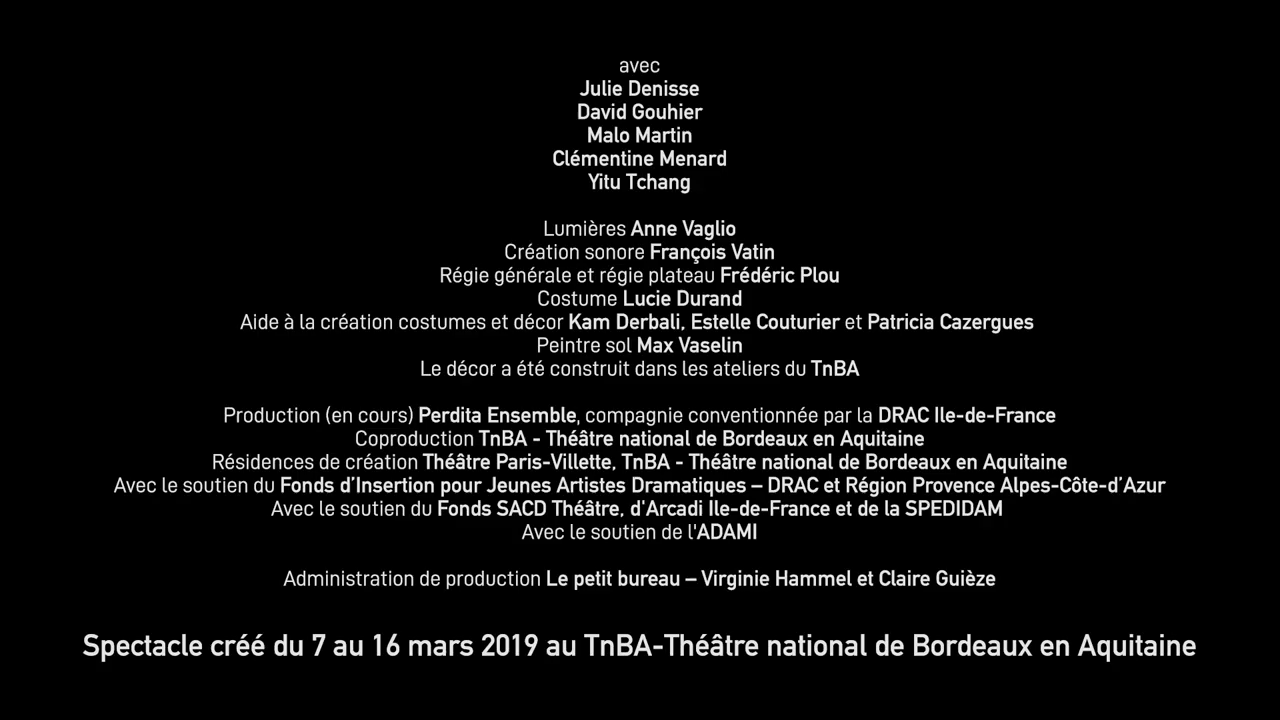 avec
Julie Denisse
David Gouhier
Malo Martin
Clémentine Menard
Yitu Tchang
Lumières Anne Vaglio
Création sonore François Vatin
Régie générale et régie plateau Frédéric Plou
Costume Lucie Durand
Aide à la création costumes et décor Kam Derbali, Estelle Couturier et Patricia Cazergues
Peintre sol Max Vaselin
Le décor a été construit dans les ateliers du TnBA
Production (en cours) Perdita Ensemble, compagnie conventionnée par la DRAC Ile-de-France
Coproduction TnBA - Théâtre national de Bordeaux en Aquitaine
Résidences de création Théâtre Paris-Villette, TnBA - Théâtre national de Bordeaux en Aquitaine
Avec le soutien du Fonds d’Insertion pour Jeunes Artistes Dramatiques – DRAC et Région Provence Alpes-Côte-d’Azur
Avec le soutien du Fonds SACD Théâtre, d'Arcadi Ile-de-France et de la SPEDIDAM
Avec le soutien de l'ADAMI
Administration de production Le petit bureau – Virginie Hammel et Claire Guièze
Spectacle créé du 7 au 16 mars 2019 au TnBA-Théâtre national de Bordeaux en Aquitaine